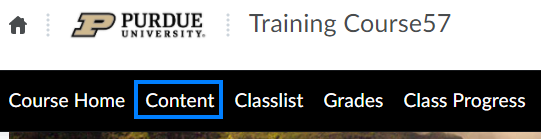 PURDUE UNIVERSITY. Training Course57
Course Home Content Classlist Grades Class Progress